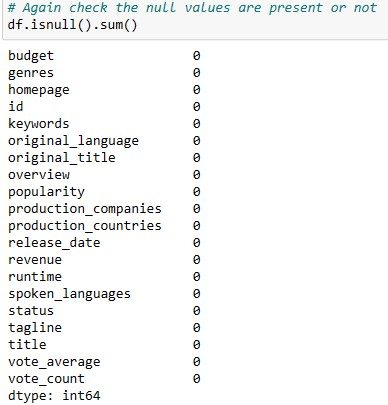 # Again check the null values are present or not
df.isnull().sum()
budget 0
genres 0
homepage 0
id 0
keywords 0
original_language 0
original_title 0
overview 0
popularity 0
production_companies 0
production_countries 0
release_date 0
revenue 0
runtime 0
spoken_languages 0
status 0
tagline 0
title 0
vote_average 0
vote_count 0
dtype: int64